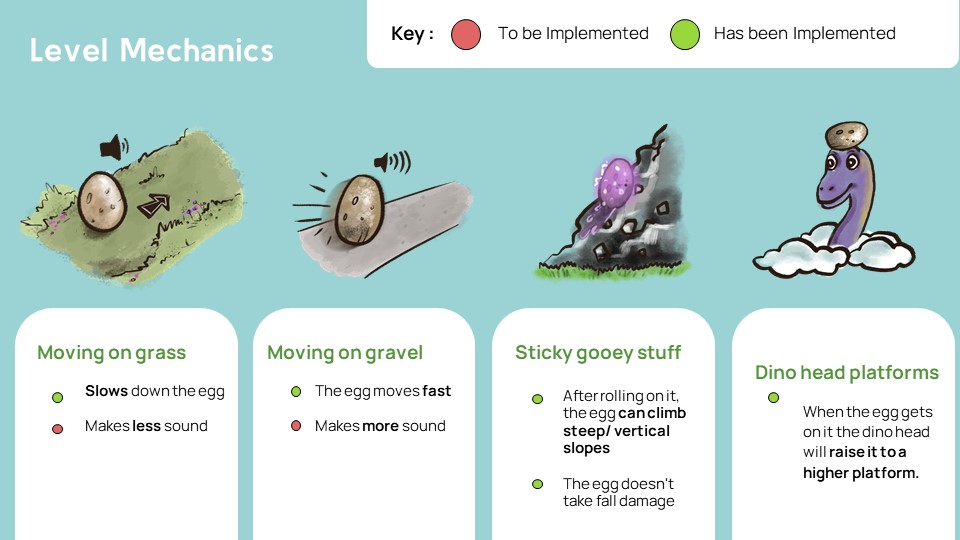 Level Mechanics
Key :
To be Implemented
Has been Implemented
Moving on grass
Slows down the egg
Makes less sound
Moving on gravel
The egg moves fast
Makes more sound
Sticky gooey stuff
After rolling on it,
the egg can climb
steep/ vertical
slopes
The egg doesn't
take fall damage
Dino head platforms
When the egg gets
on it the dino head
will raise it to a
higher platform.